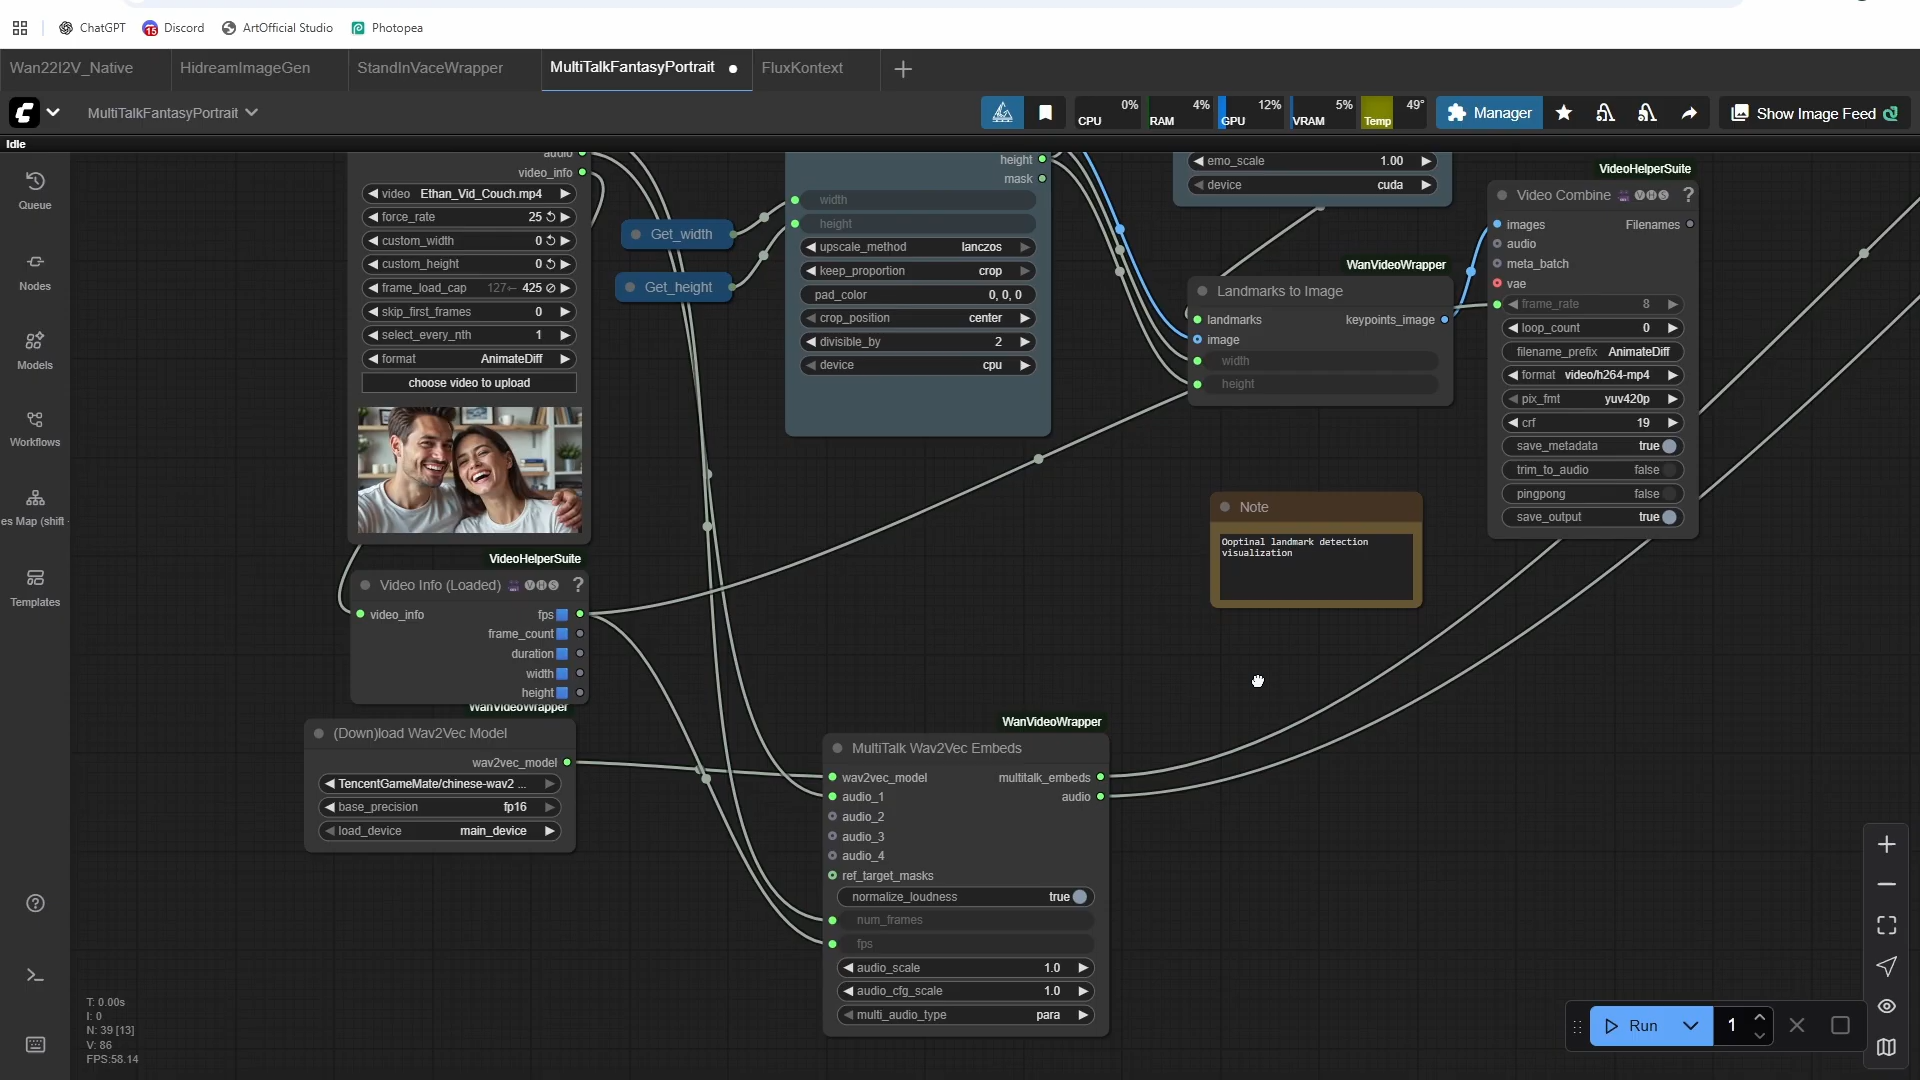 ChatGPT
15
Discord
ArtOfficial Studio
Photopea
Wan22I2V_Native
HidreamImageGen
StandInVaceWrapper
MultiTalkFantasyPortrait
FluxKontext
MultiTalkFantasyPortrait
CPU 0%
RAM 4%
GPU 12%
VRAM 5%
Temp 49°
Manager
Show Image Feed
Idle
Queue
Nodes
Models
Workflows
es Map (shift
Templates
audio
video_info
video Ethan_Vid_Couch.mp4
force_rate 25
custom_width 0
custom_height 0
frame_load_cap 127← 425
skip_first_frames 0
select_every_nth 1
format AnimateDiff
choose video to upload
VideoHelperSuite
Video Info (Loaded) VHS ?
video_info
fps
frame_count
duration
width
height
WanVideoWrapper
(Down)load Wav2Vec Model
wav2vec_model
TencentGameMate/chinese-wav2 ...
base_precision fp16
load_device main_device
Get_width
Get_height
height
mask
width
height
upscale_method lanczos
keep_proportion crop
pad_color 0, 0, 0
crop_position center
divisible_by 2
device cpu
emo_scale 1.00
device cuda
WanVideoWrapper
Landmarks to Image
landmarks
keypoints_image
image
width
height
Note
Ooptinal landmark detection
visualization
VideoHelperSuite
Video Combine VHS ?
images
Filenames
audio
meta_batch
vae
frame_rate 8
loop_count 0
filename_prefix AnimateDiff
format video/h264-mp4
pix_fmt yuv420p
crf 19
save_metadata true
trim_to_audio false
pingpong false
save_output true
WanVideoWrapper
MultiTalk Wav2Vec Embeds
wav2vec_model
multitalk_embeds
audio_1
audio
audio_2
audio_3
audio_4
ref_target_masks
normalize_loudness true
num_frames
fps
audio_scale 1.0
audio_cfg_scale 1.0
multi_audio_type para
T: 0.00s
I: 0
N: 39 [13]
V: 86
FPS:58.14
Run
1